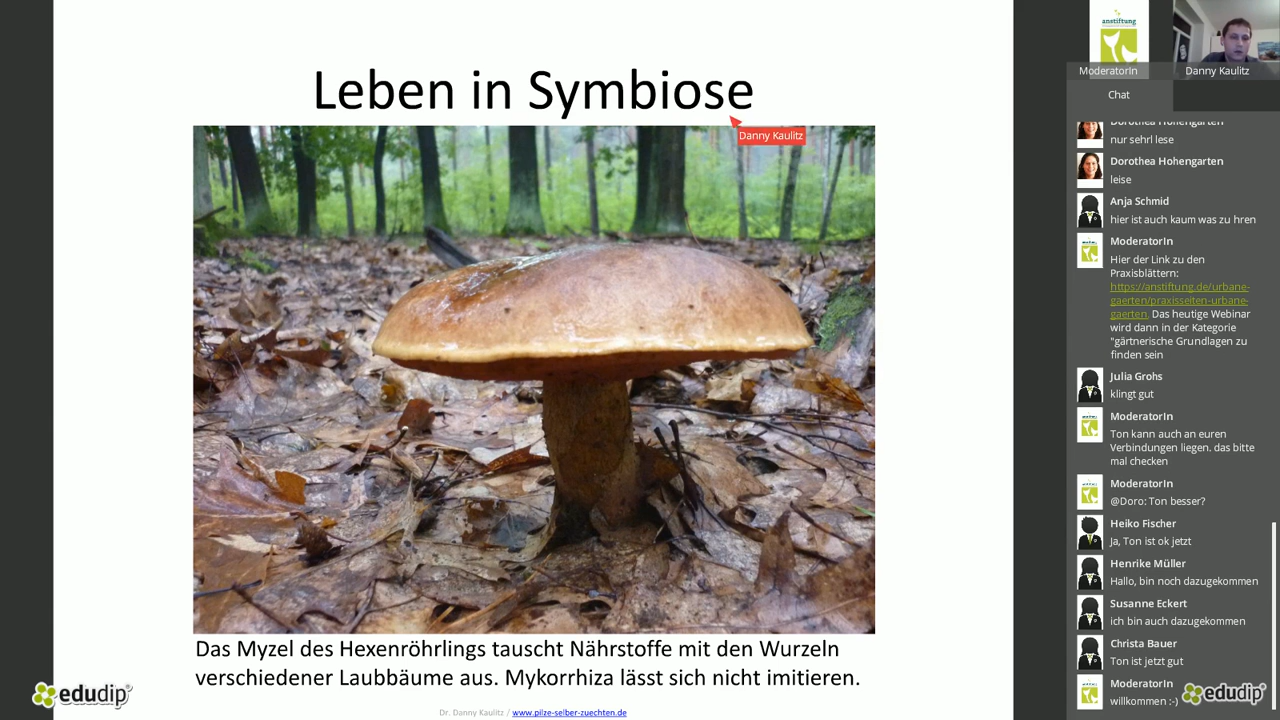 Leben in Symbiose
Danny Kaulitz
Das Myzel des Hexenröhrlings tauscht Nährstoffe mit den Wurzeln
verschiedener Laubbäume aus. Mykorrhiza lässt sich nicht imitieren.
Dr. Danny Kaulitz / www.pilze-selber-zuechten.de
edudip
anstiftung
ModeratorIn
Danny Kaulitz
Chat
Dorothea Hohengarten
nur sehrl lese
Dorothea Hohengarten
leise
Anja Schmid
hier ist auch kaum was zu hren
ModeratorIn
Hier der Link zu den
Praxisblättern:
https://anstiftung.de/urbane-
gaerten/praxisseiten-urbane-
gaerten. Das heutige Webinar
wird dann in der Kategorie
"gärtnerische Grundlagen zu
finden sein
Julia Grohs
klingt gut
ModeratorIn
Ton kann auch an euren
Verbindungen liegen. das bitte
mal checken
ModeratorIn
@Doro: Ton besser?
Heiko Fischer
Ja, Ton ist ok jetzt
Henrike Müller
Hallo, bin noch dazugekommen
Susanne Eckert
ich bin auch dazugekommen
Christa Bauer
Ton ist jetzt gut
ModeratorIn
willkommen :-)
edudip